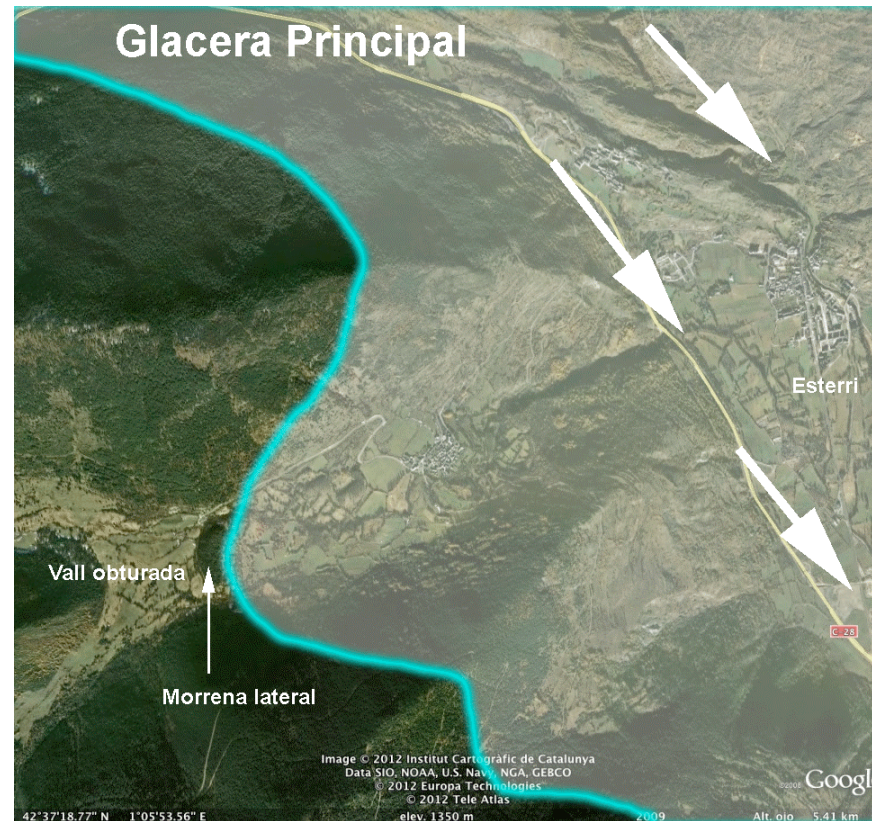 Glacera Principal
Esterri
Vall obturada
C-28
Morrena lateral
Image © 2012 Institut Cartogràfic de Catalunya
Data SIO, NOAA, U.S. Navy, NGA, GEBCO
© 2012 Europa Technologies
© 2012 Tele Atlas
©2009 Google
42°37'18.77" N 1°05'53.56" E elev. 1350 m 2009 Alt. ojo 5.41 km